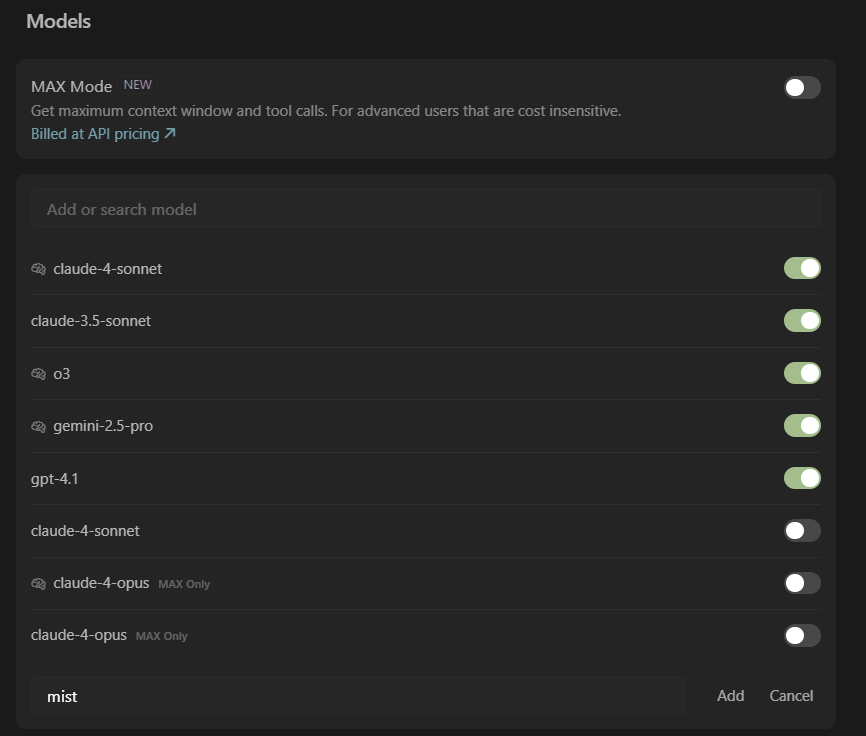 Models
MAX Mode NEW
Get maximum context window and tool calls. For advanced users that are cost insensitive.
Billed at API pricing
Add or search model
claude-4-sonnet
claude-3.5-sonnet
o3
gemini-2.5-pro
gpt-4.1
claude-4-sonnet
claude-4-opus MAX Only
claude-4-opus MAX Only
mist Add Cancel